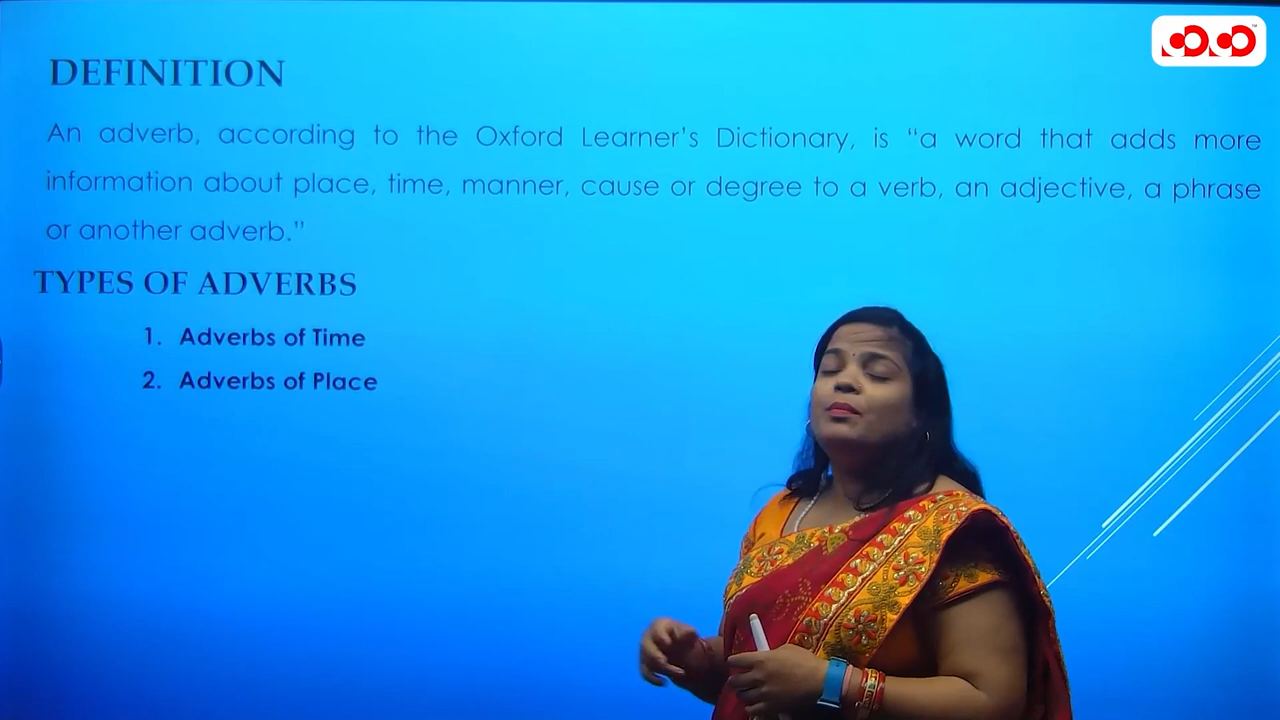 DEFINITION
An adverb, according to the Oxford Learner’s Dictionary, is “a word that adds more
information about place, time, manner, cause or degree to a verb, an adjective, a phrase
or another adverb.”
TYPES OF ADVERBS
1. Adverbs of Time
2. Adverbs of Place